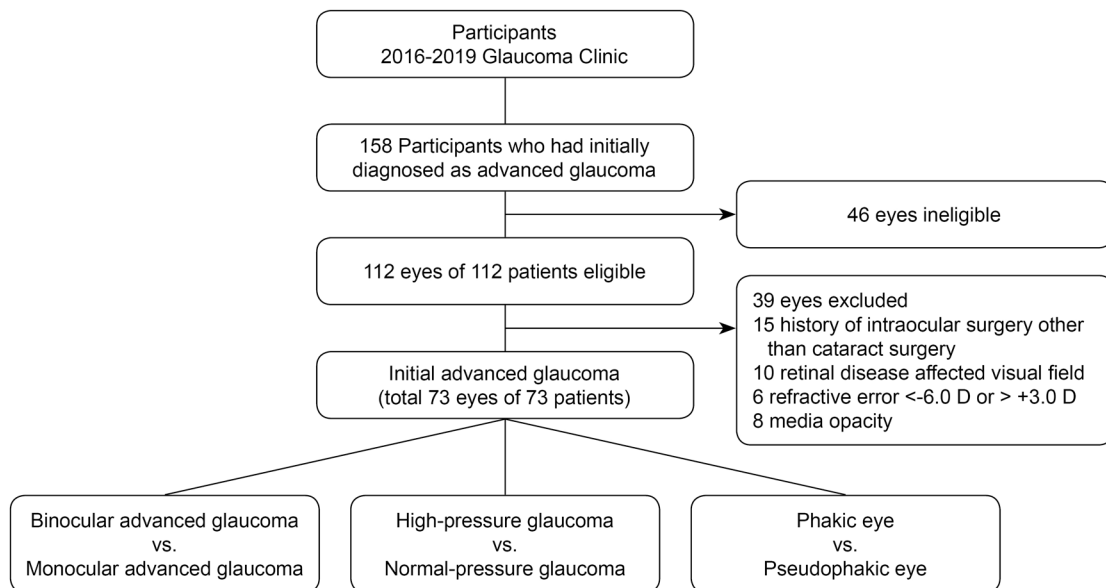 Participants
2016-2019 Glaucoma Clinic
158 Participants who had initially
diagnosed as advanced glaucoma
46 eyes ineligible
112 eyes of 112 patients eligible
39 eyes excluded
15 history of intraocular surgery other
than cataract surgery
10 retinal disease affected visual field
6 refractive error <-6.0 D or > +3.0 D
8 media opacity
Initial advanced glaucoma
(total 73 eyes of 73 patients)
Binocular advanced glaucoma
vs.
Monocular advanced glaucoma
High-pressure glaucoma
vs.
Normal-pressure glaucoma
Phakic eye
vs.
Pseudophakic eye